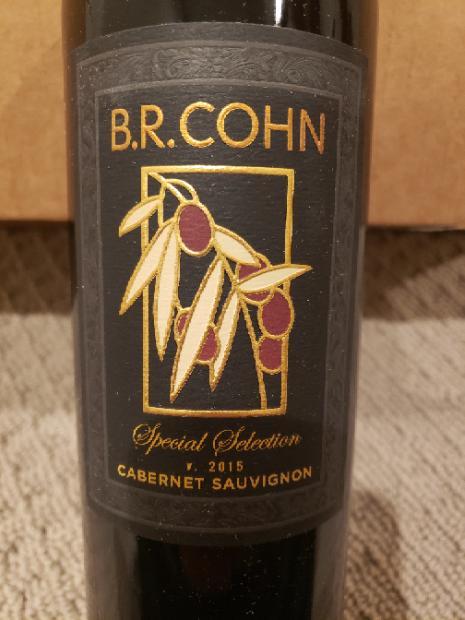 B.R.COHN
Special Selection
v. 2015
CABERNET SAUVIGNON